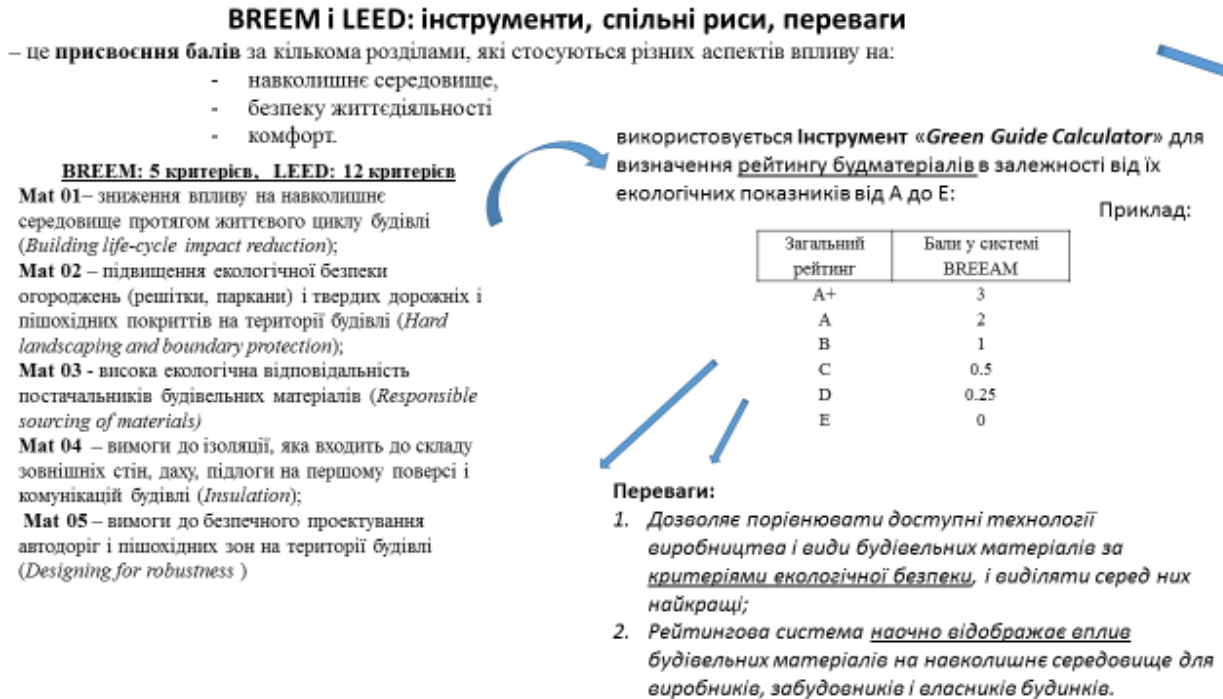 BREEM і LEED: інструменти, спільні риси, переваги
– це присвоєння балів за кількома розділами, які стосуються різних аспектів впливу на:
- навколишнє середовище,
- безпеку життєдіяльності
- комфорт.
BREEM: 5 критерієв, LEED: 12 критерієв
Mat 01– зниження впливу на навколишнє
середовище протягом життєвого циклу будівлі
(Building life-cycle impact reduction);
Mat 02 – підвищення екологічної безпеки
огороджень (решітки, паркани) і твердих дорожніх і
пішохідних покриттів на території будівлі (Hard
landscaping and boundary protection);
Mat 03 - висока екологічна відповідальність
постачальників будівельних матеріалів (Responsible
sourcing of materials)
Mat 04 – вимоги до ізоляції, яка входить до складу
зовнішніх стін, даху, підлоги на першому поверсі і
комунікацій будівлі (Insulation);
Mat 05 – вимоги до безпечного проектування
автодоріг і пішохідних зон на території будівлі
(Designing for robustness )
використовується Інструмент «Green Guide Calculator» для
визначення рейтингу будматеріалів в залежності від їх
екологічних показників від А до Е:
Приклад:
Загальний рейтинг | Бали у системі BREEAM
A+ 3
A 2
B 1
C 0.5
D 0.25
E 0
Переваги:
1. Дозволяє порівнювати доступні технології
виробництва і види будівельних матеріалів за
критеріями екологічної безпеки, і виділяти серед них
найкращі;
2. Рейтингова система наочно відображає вплив
будівельних матеріалів на навколишнє середовище для
виробників, забудовників і власників будинків.